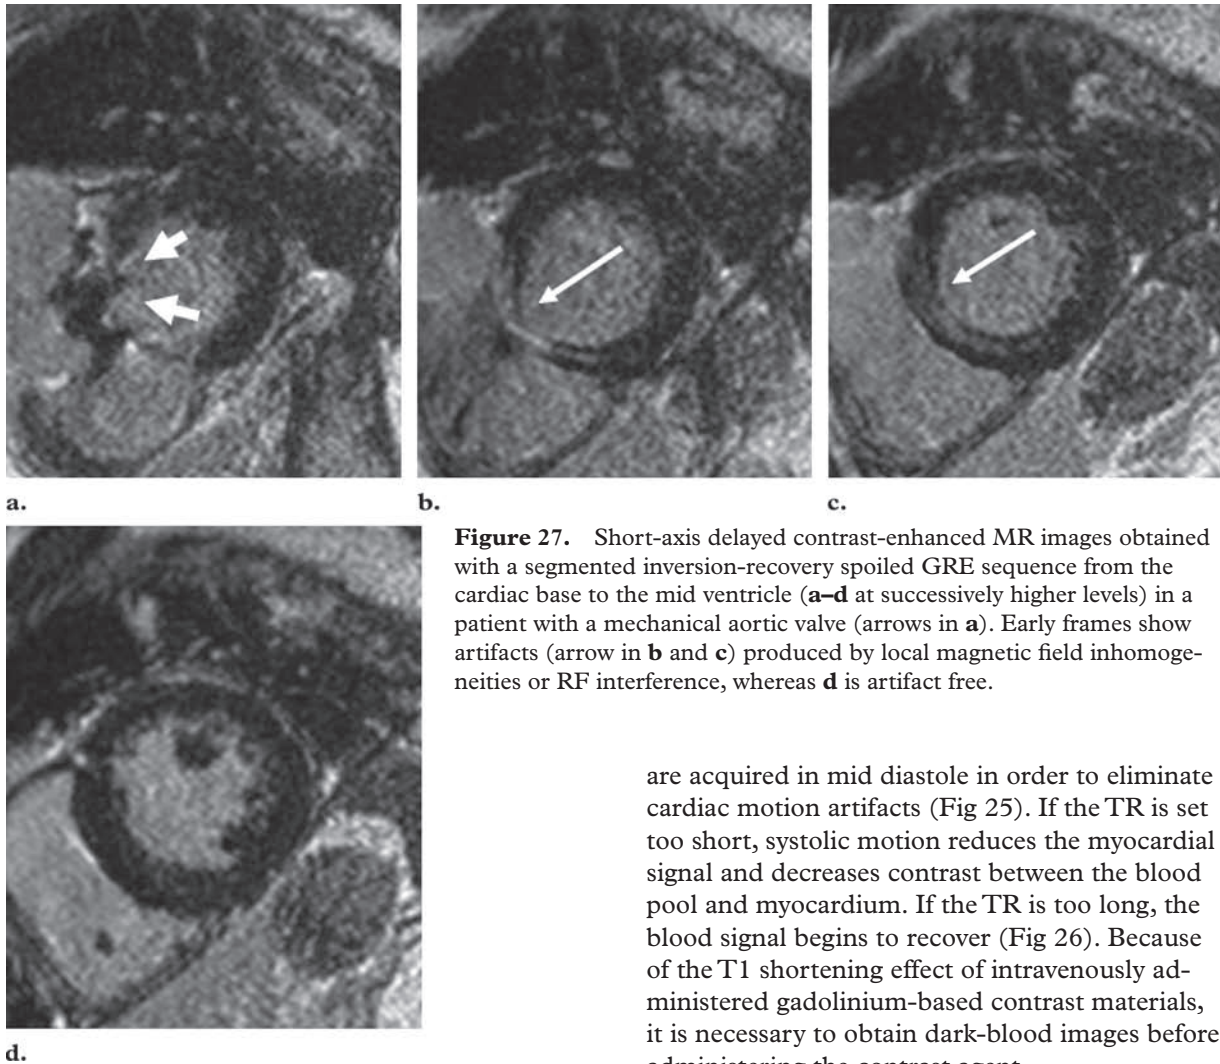 a.
b.
c.
Figure 27. Short-axis delayed contrast-enhanced MR images obtained
with a segmented inversion-recovery spoiled GRE sequence from the
cardiac base to the mid ventricle (a–d at successively higher levels) in a
patient with a mechanical aortic valve (arrows in a). Early frames show
artifacts (arrow in b and c) produced by local magnetic field inhomoge-
neities or RF interference, whereas d is artifact free.
d.
are acquired in mid diastole in order to eliminate
cardiac motion artifacts (Fig 25). If the TR is set
too short, systolic motion reduces the myocardial
signal and decreases contrast between the blood
pool and myocardium. If the TR is too long, the
blood signal begins to recover (Fig 26). Because
of the T1 shortening effect of intravenously ad-
ministered gadolinium-based contrast materials,
it is necessary to obtain dark-blood images before
administering the contrast agent.